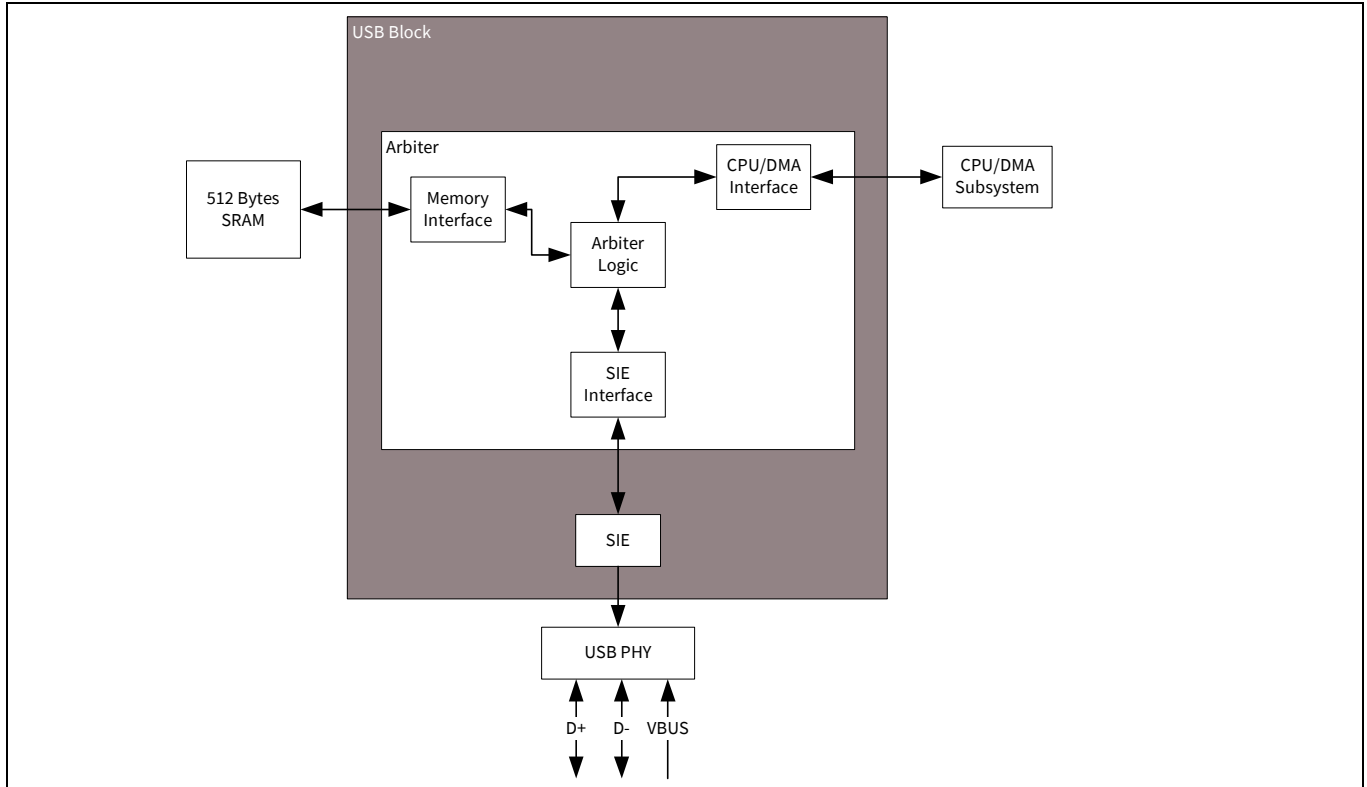 USB Block
Arbiter
512 Bytes
SRAM
Memory
Interface
CPU/DMA
Interface
CPU/DMA
Subsystem
Arbiter
Logic
SIE
Interface
SIE
USB PHY
D+ D- VBUS